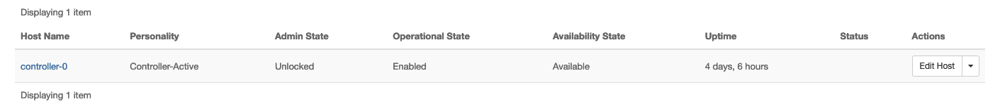 Displaying 1 item
Host Name Personality Admin State Operational State Availability State Uptime Status Actions
controller-0 Controller-Active Unlocked Enabled Available 4 days, 6 hours Edit Host
Displaying 1 item